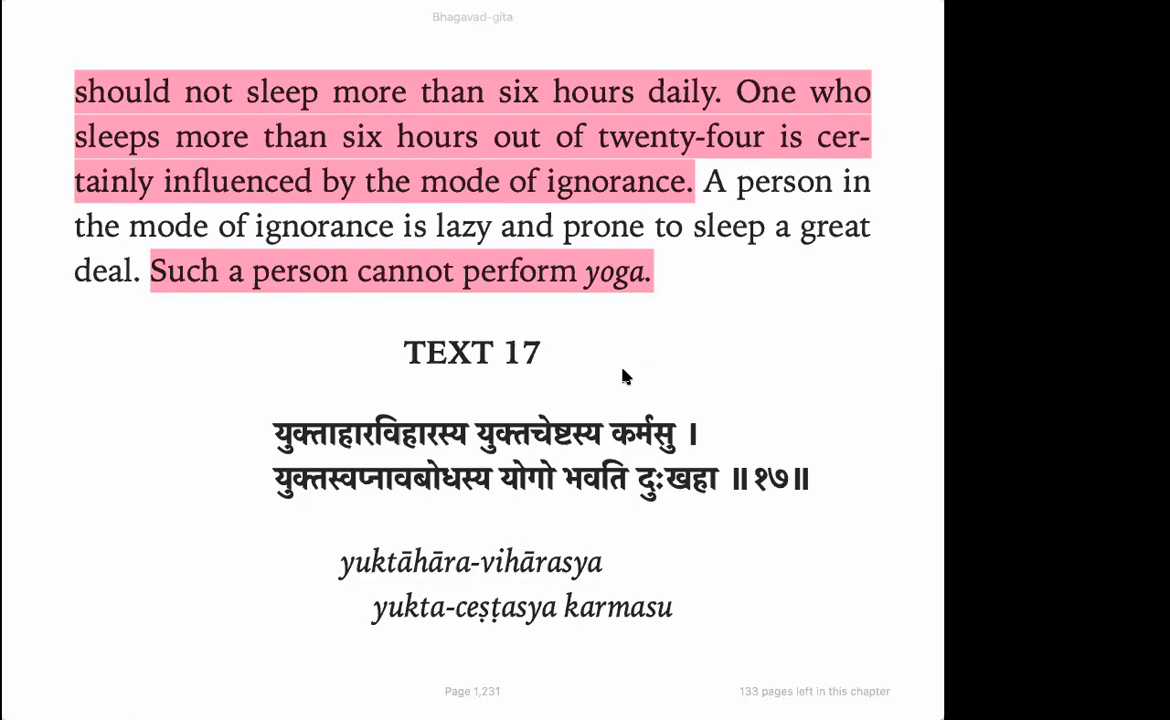 Bhagavad-gita
should not sleep more than six hours daily. One who
sleeps more than six hours out of twenty-four is cer-
tainly influenced by the mode of ignorance. A person in
the mode of ignorance is lazy and prone to sleep a great
deal. Such a person cannot perform yoga.
TEXT 17
युक्ताहारविहारस्य युक्तचेष्टस्य कर्मसु ।
युक्तस्वप्नावबोधस्य योगो भवति दुःखहा ॥१७॥
yuktāhāra-vihārasya
yukta-ceṣṭasya karmasu
Page 1,231
133 pages left in this chapter